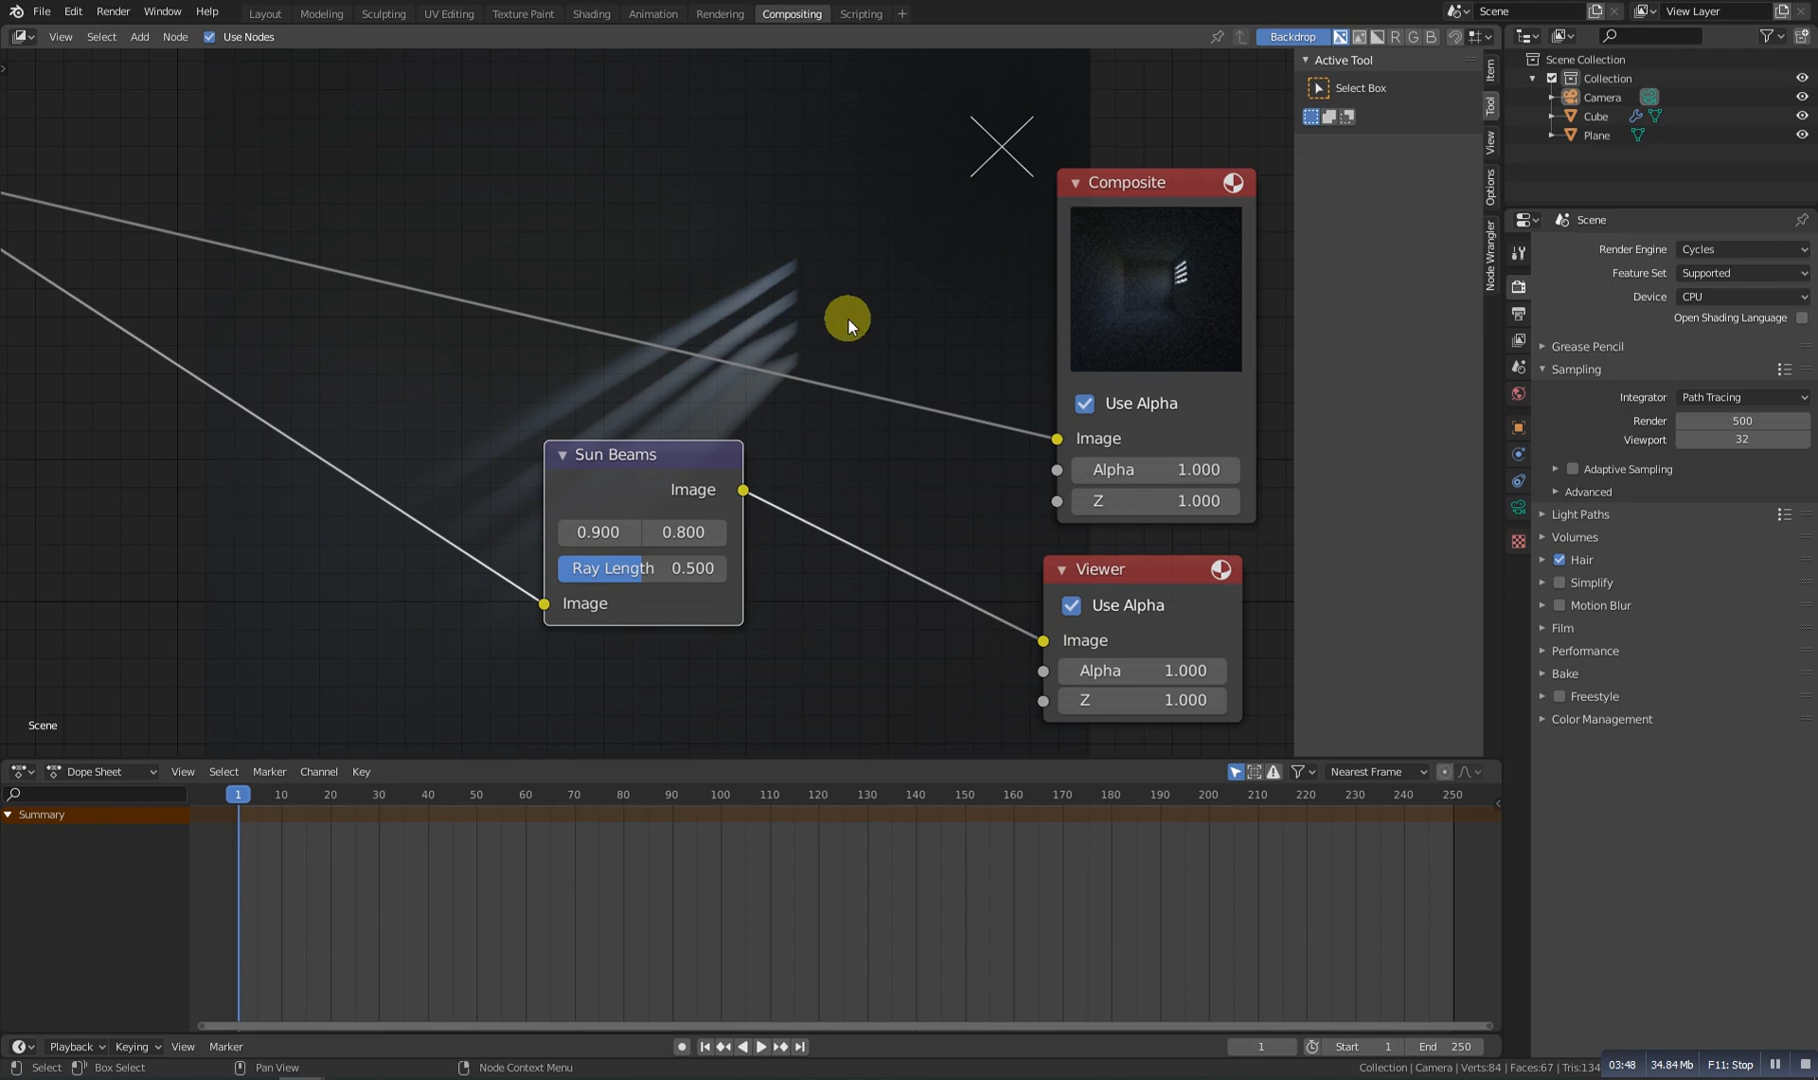 File Edit Render Window Help Layout Modeling Sculpting UV Editing Texture Paint Shading Animation Rendering Compositing Scripting + Scene View Layer
View Select Add Node Use Nodes Backdrop R G B
Active Tool
Select Box
Item
Tool
View
Options
Node Wrangler
Composite
Use Alpha
Image
Alpha 1.000
Z 1.000
Sun Beams
Image
0.900 0.800
Ray Length 0.500
Image
Viewer
Use Alpha
Image
Alpha 1.000
Z 1.000
Scene
Scene Collection
Collection
Camera
Cube
Plane
Scene
Render Engine Cycles
Feature Set Supported
Device CPU
Open Shading Language
Grease Pencil
Sampling
Integrator Path Tracing
Render 500
Viewport 32
Adaptive Sampling
Advanced
Light Paths
Volumes
Hair
Simplify
Motion Blur
Film
Performance
Bake
Freestyle
Color Management
Dope Sheet View Select Marker Channel Key Nearest Frame
1 10 20 30 40 50 60 70 80 90 100 110 120 130 140 150 160 170 180 190 200 210 220 230 240 250
Summary
Playback Keying View Marker 1 Start 1 End 250
Select Box Select Pan View Node Context Menu Collection | Camera | Verts:84 | Faces:67 | Tris:134 03:48 34.84 Mb F11: Stop